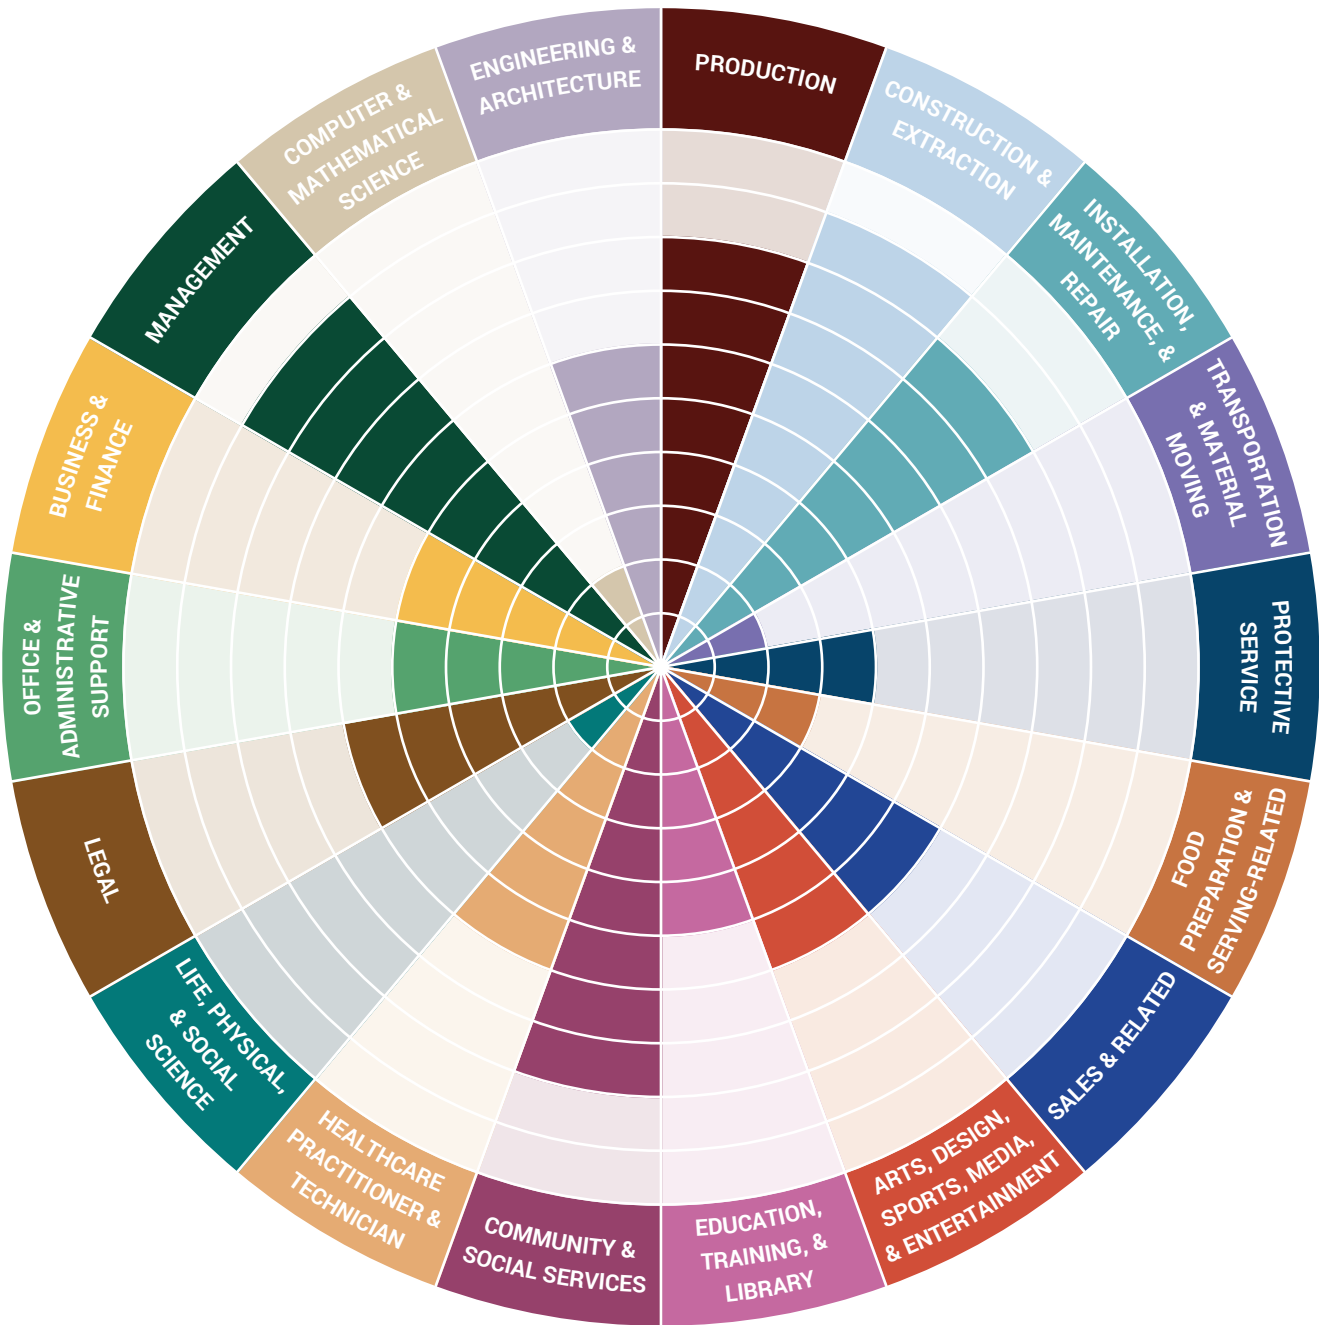 PRODUCTION
CONSTRUCTION &
EXTRACTION
INSTALLATION,
MAINTENANCE, &
REPAIR
TRANSPORTATION
& MATERIAL
MOVING
PROTECTIVE
SERVICE
FOOD
PREPARATION &
SERVING-RELATED
SALES & RELATED
ARTS, DESIGN,
SPORTS, MEDIA,
& ENTERTAINMENT
EDUCATION,
TRAINING, &
LIBRARY
COMMUNITY &
SOCIAL SERVICES
HEALTHCARE
PRACTITIONER &
TECHNICIAN
LIFE, PHYSICAL,
& SOCIAL
SCIENCE
LEGAL
OFFICE &
ADMINISTRATIVE
SUPPORT
BUSINESS &
FINANCE
MANAGEMENT
COMPUTER &
MATHEMATICAL
SCIENCE
ENGINEERING &
ARCHITECTURE